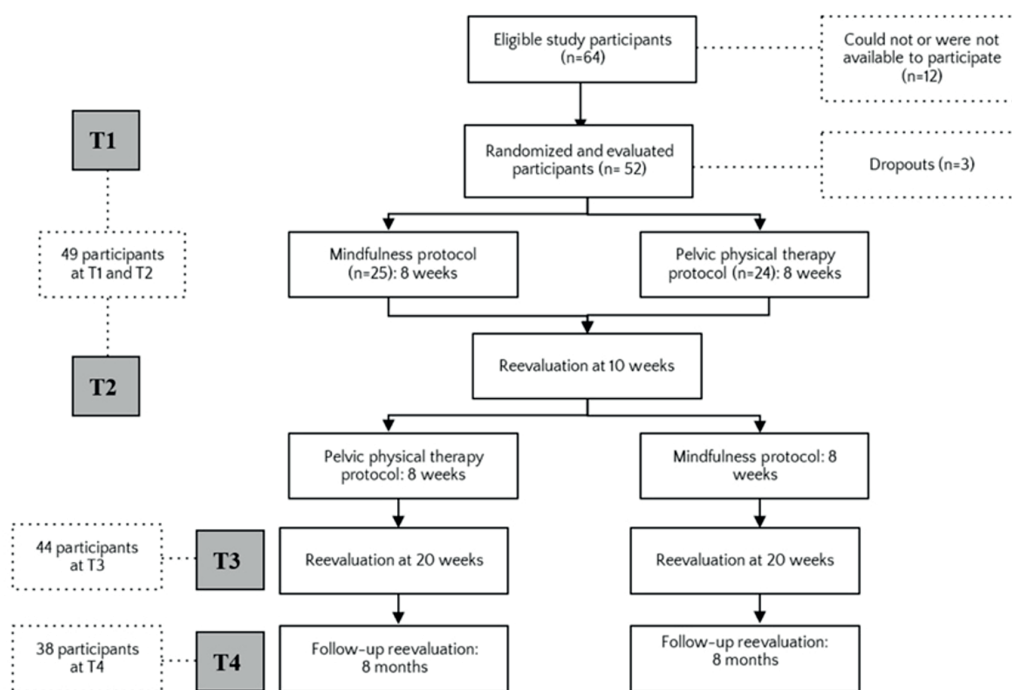 Eligible study participants
(n=64)
Could not or were not
available to participate
(n=12)
T1
Randomized and evaluated
participants (n= 52)
Dropouts (n=3)
49 participants
at T1 and T2
Mindfulness protocol
(n=25): 8 weeks
Pelvic physical therapy
protocol (n=24): 8 weeks
T2
Reevaluation at 10 weeks
Pelvic physical therapy
protocol: 8 weeks
Mindfulness protocol: 8
weeks
44 participants
at T3
T3
Reevaluation at 20 weeks
Reevaluation at 20 weeks
38 participants
at T4
T4
Follow-up reevaluation:
8 months
Follow-up reevaluation:
8 months